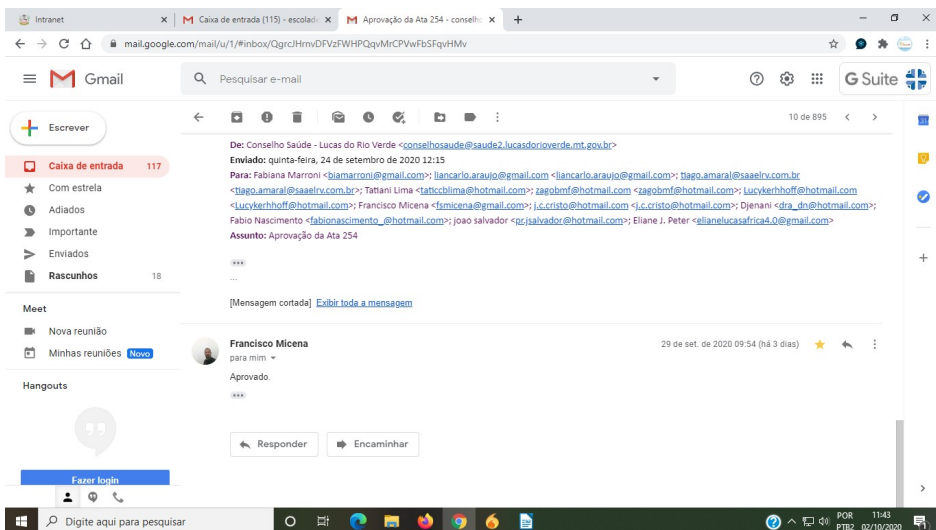 Intranet
Caixa de entrada (115) - escolade
Aprovação da Ata 254 - conselho
mail.google.com/mail/u/1/#inbox/QgrcJHrnvDFVzFWHPQqvMrCPVwFbSFqvHMv
Gmail
Pesquisar e-mail
G Suite
Escrever
10 de 895
Caixa de entrada 117
Com estrela
Adiados
Importante
Enviados
Rascunhos 18
Meet
Nova reunião
Minhas reuniões Novo
Hangouts
Fazer login
De: Conselho Saúde - Lucas do Rio Verde <conselhosaude@saude2.lucasdorioverde.mt.gov.br>
Enviado: quinta-feira, 24 de setembro de 2020 12:15
Para: Fabiana Marroni <biamarroni@gmail.com>; liancarlo.araujo@gmail.com <liancarlo.araujo@gmail.com>; tiago.amaral@saaelrv.com.br
<tiago.amaral@saaelrv.com.br>; Tatiani Lima <taticcblima@hotmail.com>; zagobmf@hotmail.com <zagobmf@hotmail.com>; Lucykerhhoff@hotmail.com
<Lucykerhhoff@hotmail.com>; Francisco Micena <fsmicena@gmail.com>; j.c.cristo@hotmail.com <j.c.cristo@hotmail.com>; Djenani <dra_dn@hotmail.com>;
Fabio Nascimento <fabionascimento_@hotmail.com>; joao salvador <pr.jsalvador@hotmail.com>; Eliane J. Peter <elianelucasafrica4.0@gmail.com>
Assunto: Aprovação da Ata 254
...
[Mensagem cortada] Exibir toda a mensagem
Francisco Micena
29 de set. de 2020 09:54 (há 3 dias)
para mim
Aprovado.
Responder
Encaminhar
Digite aqui para pesquisar
POR
PTB2
11:43
02/10/2020